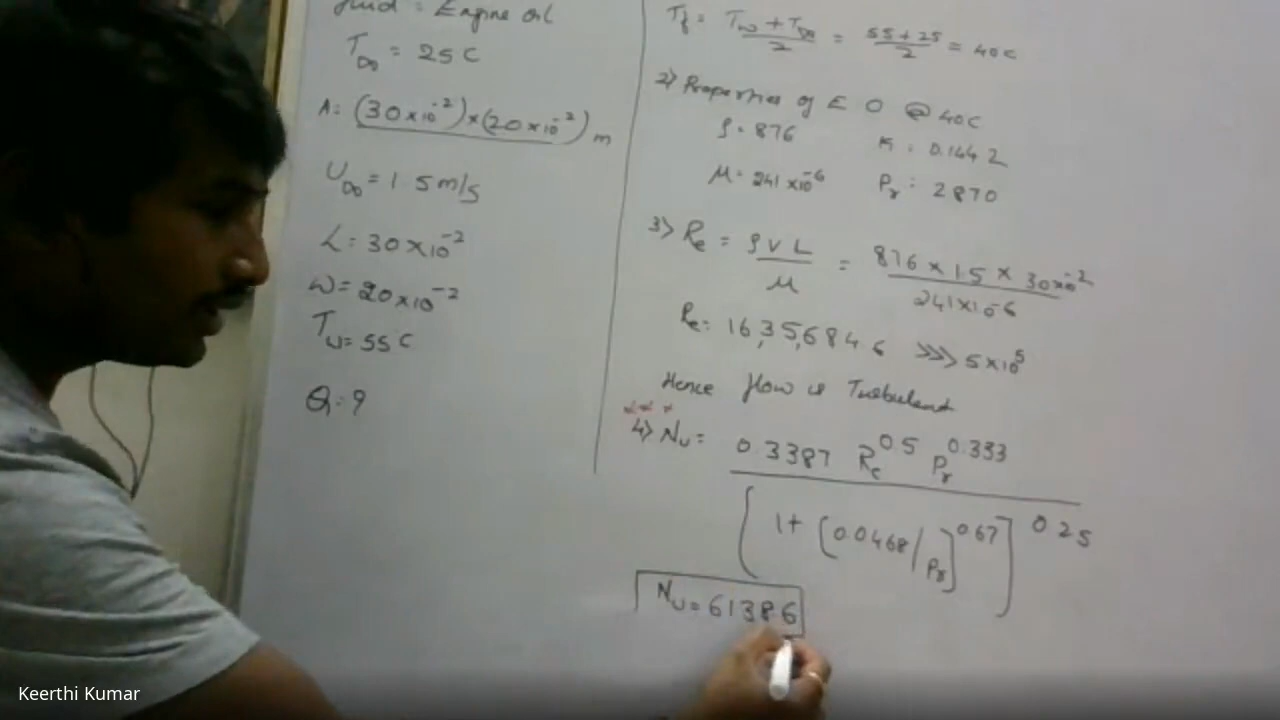 fluid : Engine oil
T∞ = 25 C
A = (30×10⁻²)×(20×10⁻²) m
U∞ = 1.5 m/s
L = 30×10⁻²
W = 20×10⁻²
Tw = 55 C
Q = ?
Tf = Tw + T∞ / 2 = 55+25 / 2 = 40 C
2> Properties of E O @ 40C
ρ = 876 K = 0.1442
μ = 241×10⁻⁶ Pr = 2870
3> Re = ρ V L / μ = 876 × 1.5 × 30×10⁻² / 241×10⁻⁶
Re = 16,35,684.6 >>> 5×10⁵
Hence flow is Turbulent
4> Nu = 0.3387 Re^0.5 Pr^0.333
[1+ [0.0468/Pr]^0.67]^0.25
Nu = 61386
Keerthi Kumar